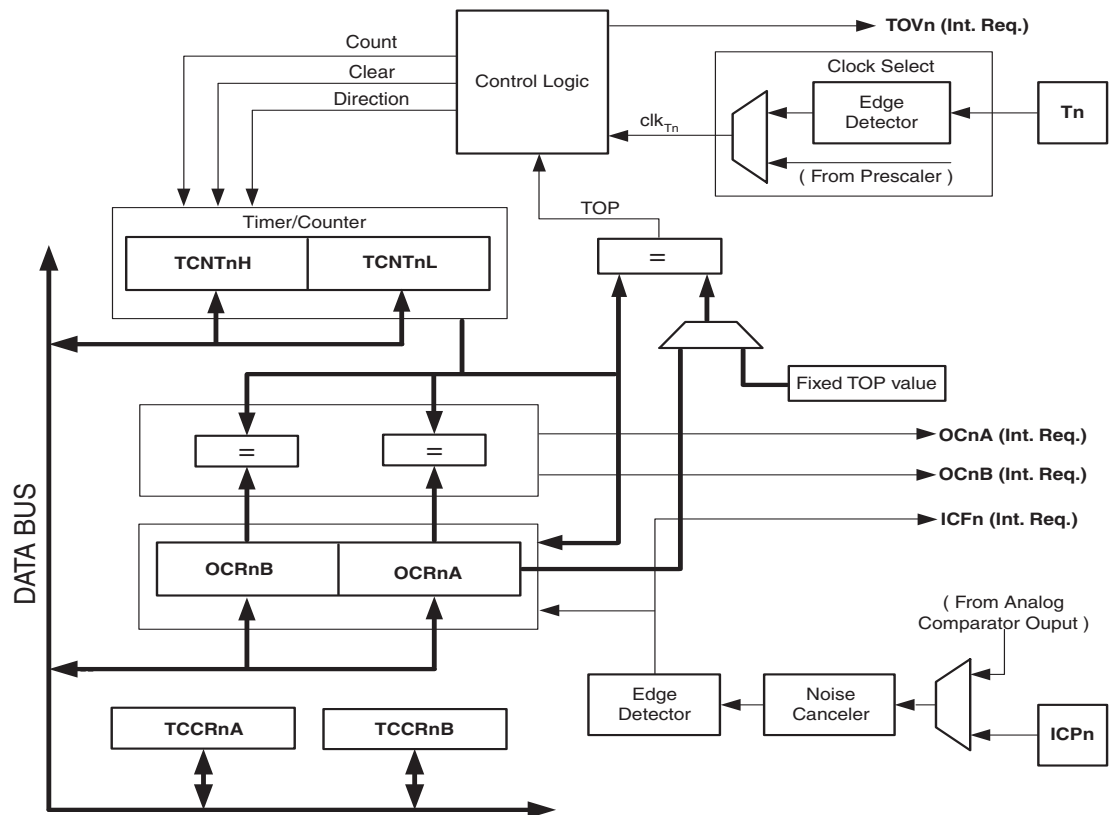 TOVn (Int. Req.)
Count
Clear
Direction
Control Logic
Clock Select
Edge
Detector
Tn
clkTn
( From Prescaler )
TOP
Timer/Counter
TCNTnH
TCNTnL
=
Fixed TOP value
=
=
OCnA (Int. Req.)
OCnB (Int. Req.)
ICFn (Int. Req.)
DATA BUS
OCRnB
OCRnA
( From Analog
Comparator Ouput )
Edge
Detector
Noise
Canceler
ICPn
TCCRnA
TCCRnB